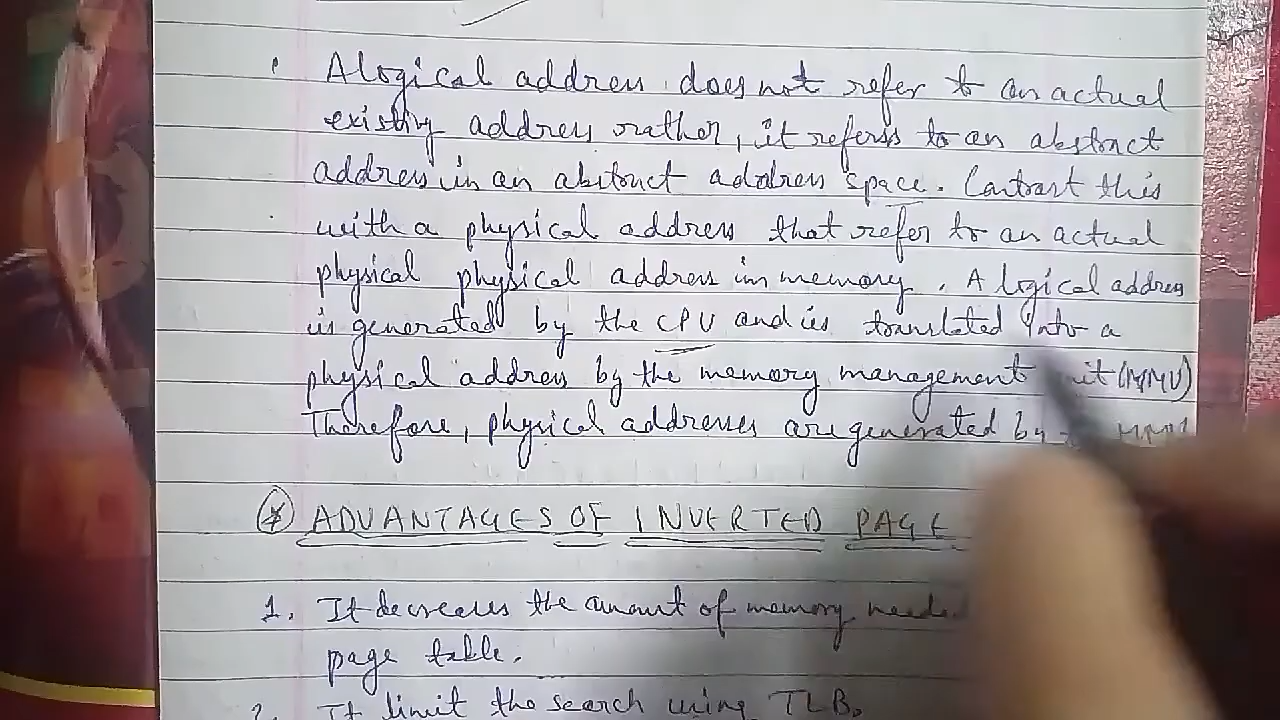 A logical address does not refer to an actual
existing address rather, it referss to an abstract
address in an abstract address space. Contrast this
with a physical address that refer to an actual
physical physical address in memory. A logical address
is generated by the CPU and is translated into a
physical address by the memory management (MMU)
Therefore, physical addresses are generated by MMU
* ADVANTAGES OF INVERTED PAGE
1. It decreases the amount of memory needed
page table.
2. It limit the search using TLB.